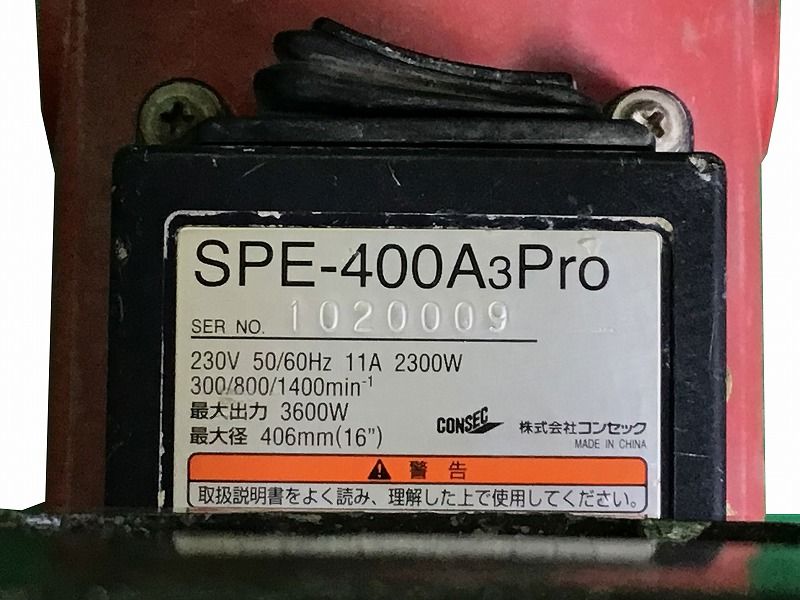 SPE-400A3Pro
SER NO. 1020009
230V 50/60Hz 11A 2300W
300/800/1400min-1
最大出力 3600W
最大径 406mm(16”)
CONSEC 株式会社コンセック
MADE IN CHINA
警告
取扱説明書をよく読み、理解した上で使用してください。